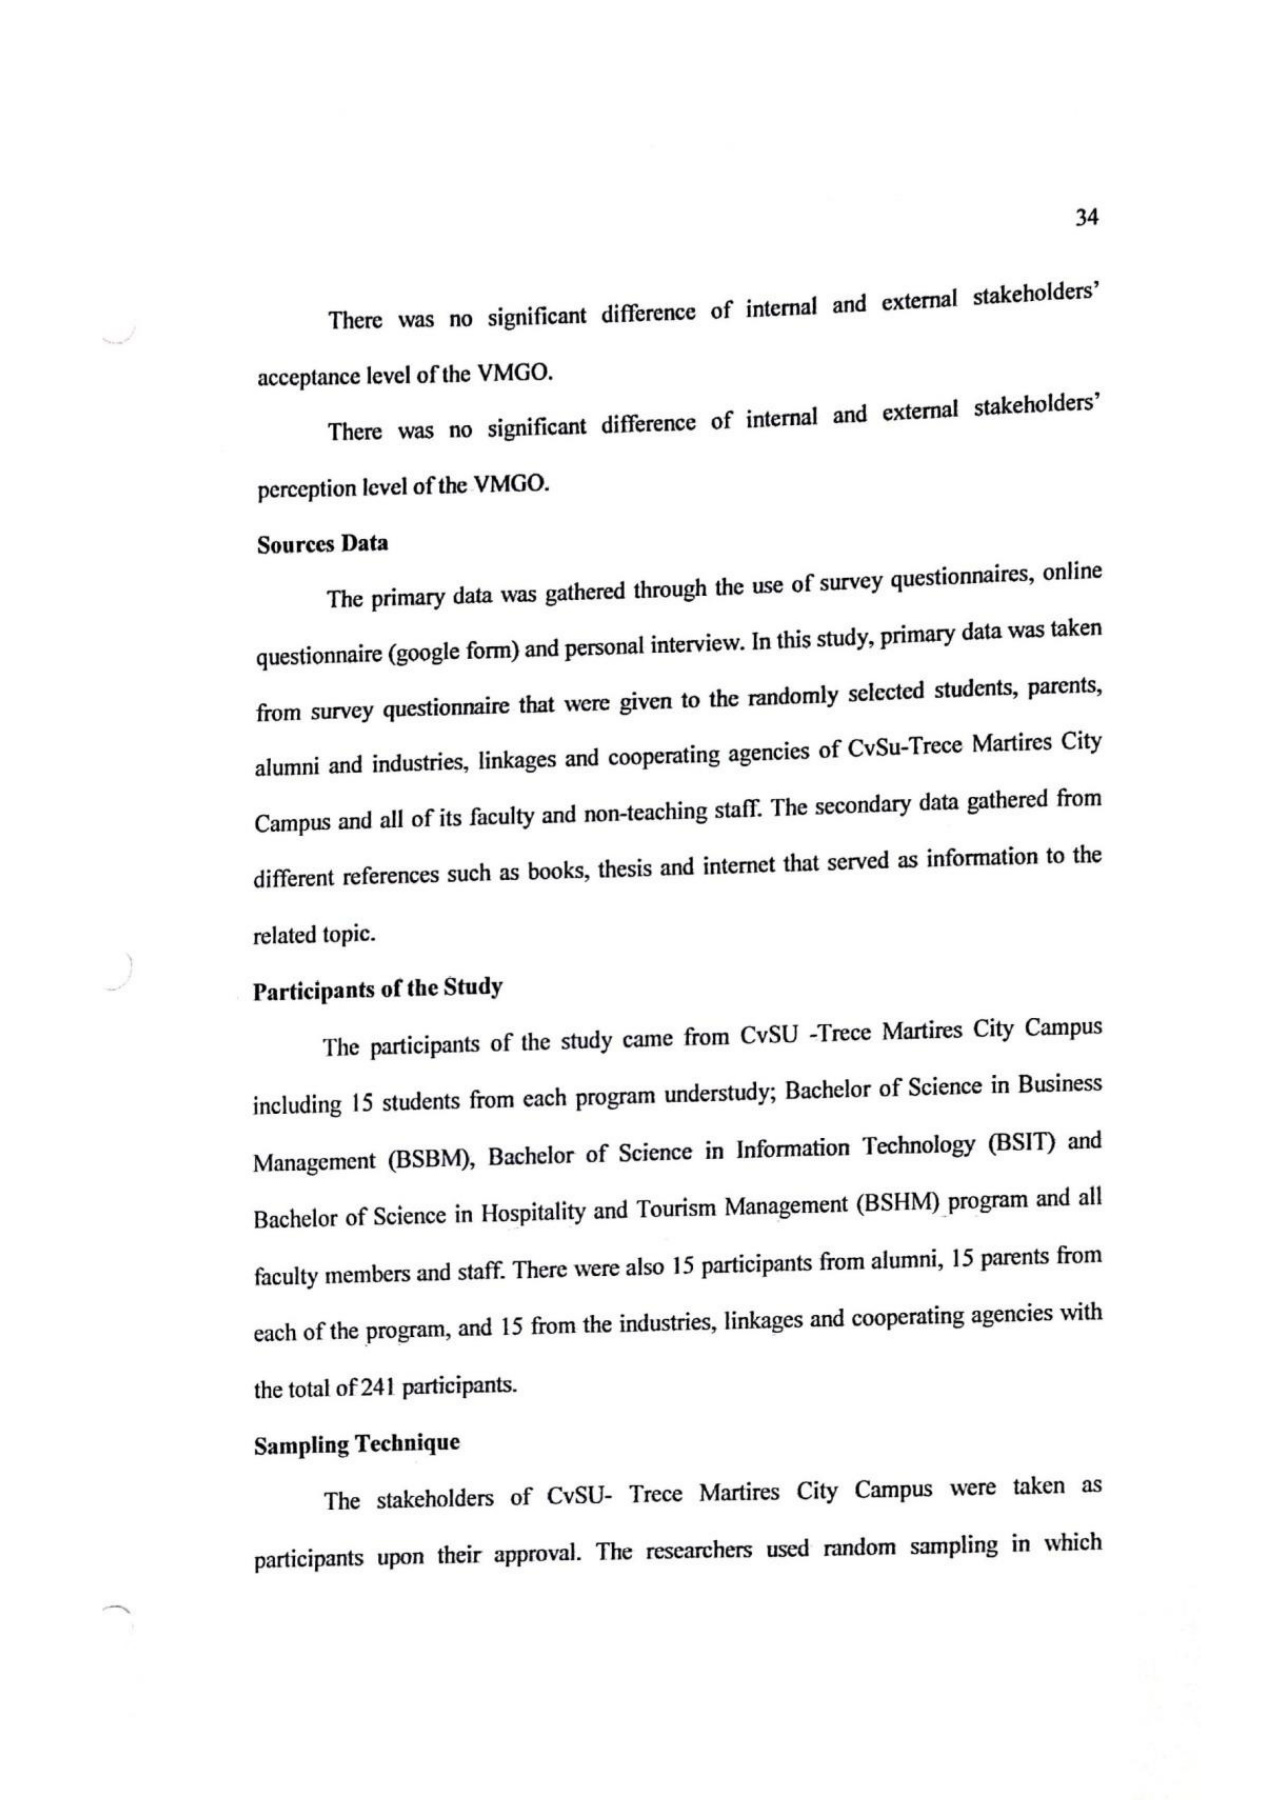 34
There was no significant difference of internal and external stakeholders’
acceptance level of the VMGO.
There was no significant difference of internal and external stakeholders’
perception level of the VMGO.
Sources Data
The primary data was gathered through the use of survey questionnaires, online
questionnaire (google form) and personal interview. In this study, primary data was taken
from survey questionnaire that were given to the randomly selected students, parents,
alumni and industries, linkages and cooperating agencies of CvSu-Trece Martires City
Campus and all of its faculty and non-teaching staff. The secondary data gathered from
different references such as books, thesis and internet that served as information to the
related topic.
Participants of the Study
The participants of the study came from CvSU -Trece Martires City Campus
including 15 students from each program understudy; Bachelor of Science in Business
Management (BSBM), Bachelor of Science in Information Technology (BSIT) and
Bachelor of Science in Hospitality and Tourism Management (BSHM) program and all
faculty members and staff. There were also 15 participants from alumni, 15 parents from
each of the program, and 15 from the industries, linkages and cooperating agencies with
the total of 241 participants.
Sampling Technique
The stakeholders of CvSU- Trece Martires City Campus were taken as
participants upon their approval. The researchers used random sampling in which